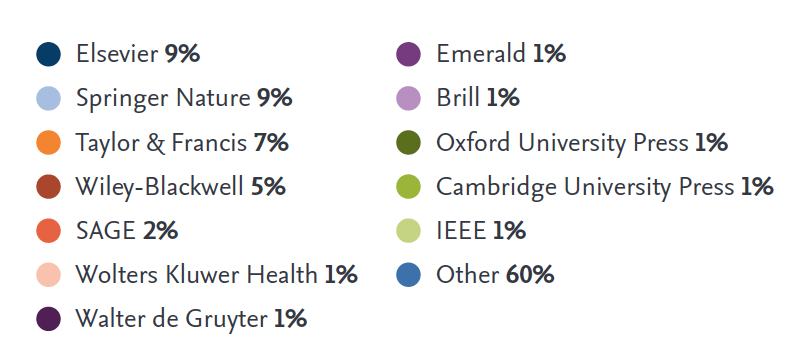 Elsevier 9%
Springer Nature 9%
Taylor & Francis 7%
Wiley-Blackwell 5%
SAGE 2%
Wolters Kluwer Health 1%
Walter de Gruyter 1%
Emerald 1%
Brill 1%
Oxford University Press 1%
Cambridge University Press 1%
IEEE 1%
Other 60%